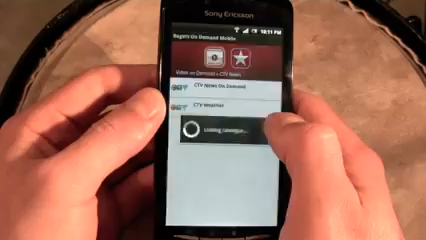 Sony Ericsson
10:11 PM
Rogers On Demand Mobile
Video on Demand > CTV News
CTV News On Demand
CTV Weather
Loading catalogue...